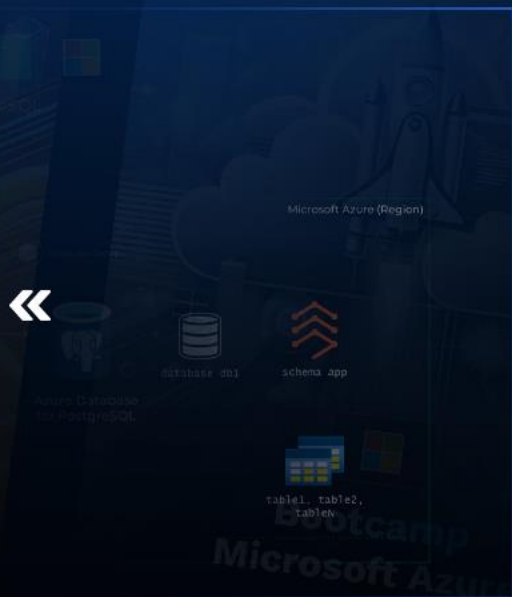 Microsoft Azure (Region)
database db1
schema app
Azure Database
for PostgreSQL
table1, table2,
tableN
Bootcamp
Microsoft Azure